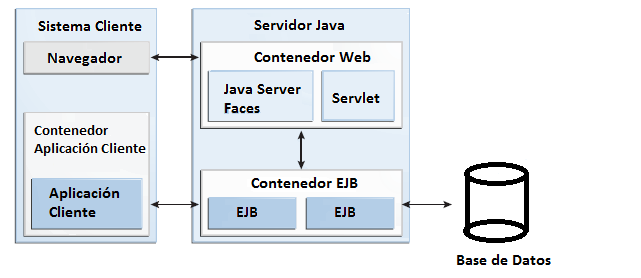 Sistema Cliente
Navegador
Contenedor
Aplicación Cliente
Aplicación
Cliente
Servidor Java
Contenedor Web
Java Server
Faces
Servlet
Contenedor EJB
EJB
EJB
Base de Datos